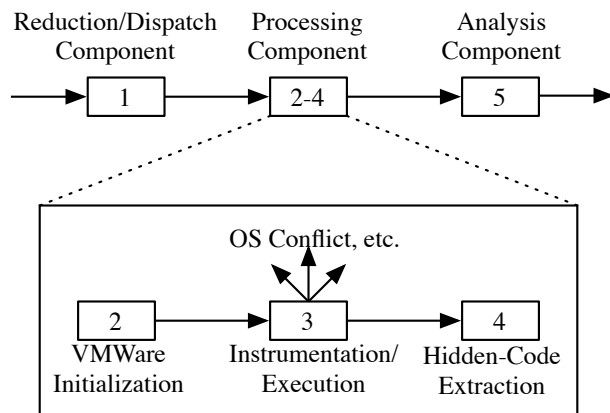 Reduction/Dispatch Processing Analysis
Component Component Component
1 2-4 5
OS Conflict, etc.
2 3 4
VMWare Instrumentation/ Hidden-Code
Initialization Execution Extraction